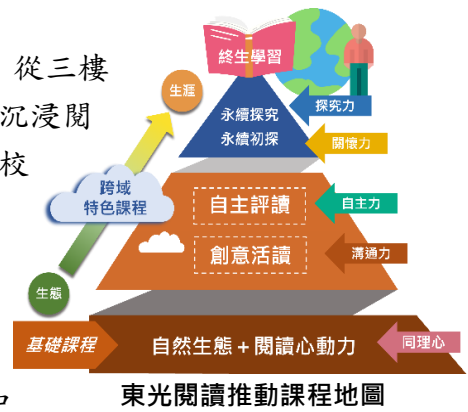 從三樓
沉浸閱
校
終生學習
生涯
永續探究
永續初探
探究力
關懷力
跨域
特色課程
自主評讀
自主力
創意活讀
溝通力
生態
基礎課程
自然生態+閱讀心動力
同理心
東光閱讀推動課程地圖